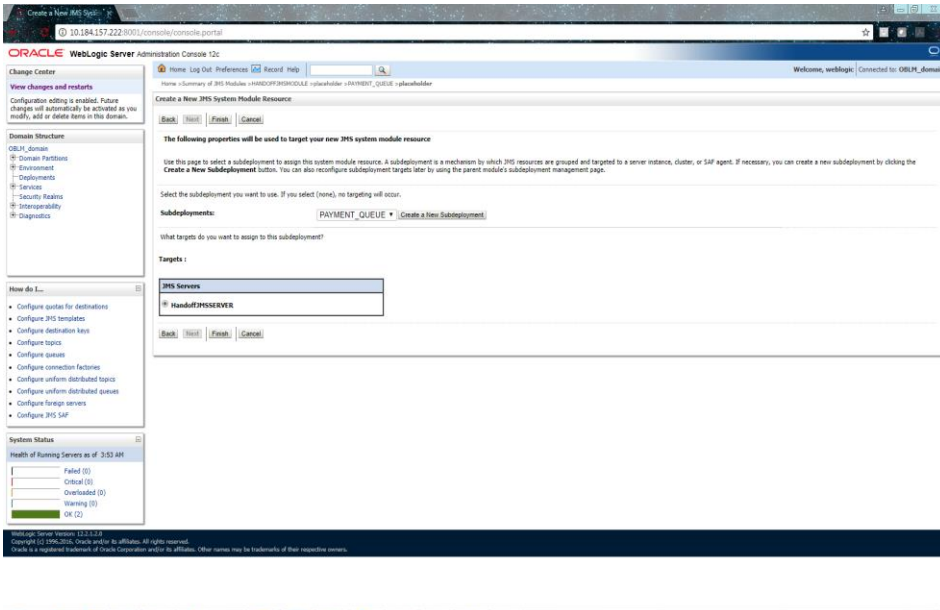 Create a New JMS System
10.184.157.222:8001/console/console.portal
ORACLE WebLogic Server Administration Console 12c
Change Center
View changes and restarts
Configuration editing is enabled. Future
changes will automatically be activated as you
modify, add or delete items in this domain.
Domain Structure
OBLM_domain
Domain Partitions
Environment
Deployments
Services
Security Realms
Interoperability
Diagnostics
How do I...
Configure quotas for destinations
Configure JMS templates
Configure destination keys
Configure topics
Configure queues
Configure connection factories
Configure uniform distributed topics
Configure uniform distributed queues
Configure foreign servers
Configure JMS SAF
System Status
Health of Running Servers as of 3:53 AM
Failed (0)
Critical (0)
Overloaded (0)
Warning (0)
OK (2)
Home Log Out Preferences Record Help
Welcome, weblogic Connected to: OBLM_domai
Home >Summary of JMS Modules >HANDOFFJMSMODULE >placeholder >PAYMENT_QUEUE >placeholder
Create a New JMS System Module Resource
Back Next Finish Cancel
The following properties will be used to target your new JMS system module resource
Use this page to select a subdeployment to assign this system module resource. A subdeployment is a mechanism by which JMS resources are grouped and targeted to a server instance, cluster, or SAF agent. If necessary, you can create a new subdeployment by clicking the
Create a New Subdeployment button. You can also reconfigure subdeployment targets later by using the parent module's subdeployment management page.
Select the subdeployment you want to use. If you select (none), no targeting will occur.
Subdeployments: PAYMENT_QUEUE Create a New Subdeployment
What targets do you want to assign to this subdeployment?
Targets :
JMS Servers
HandoffJMSSERVER
Back Next Finish Cancel
WebLogic Server Version: 12.2.1.2.0
Copyright (c) 1996,2016, Oracle and/or its affiliates. All rights reserved.
Oracle is a registered trademark of Oracle Corporation and/or its affiliates. Other names may be trademarks of their respective owners.